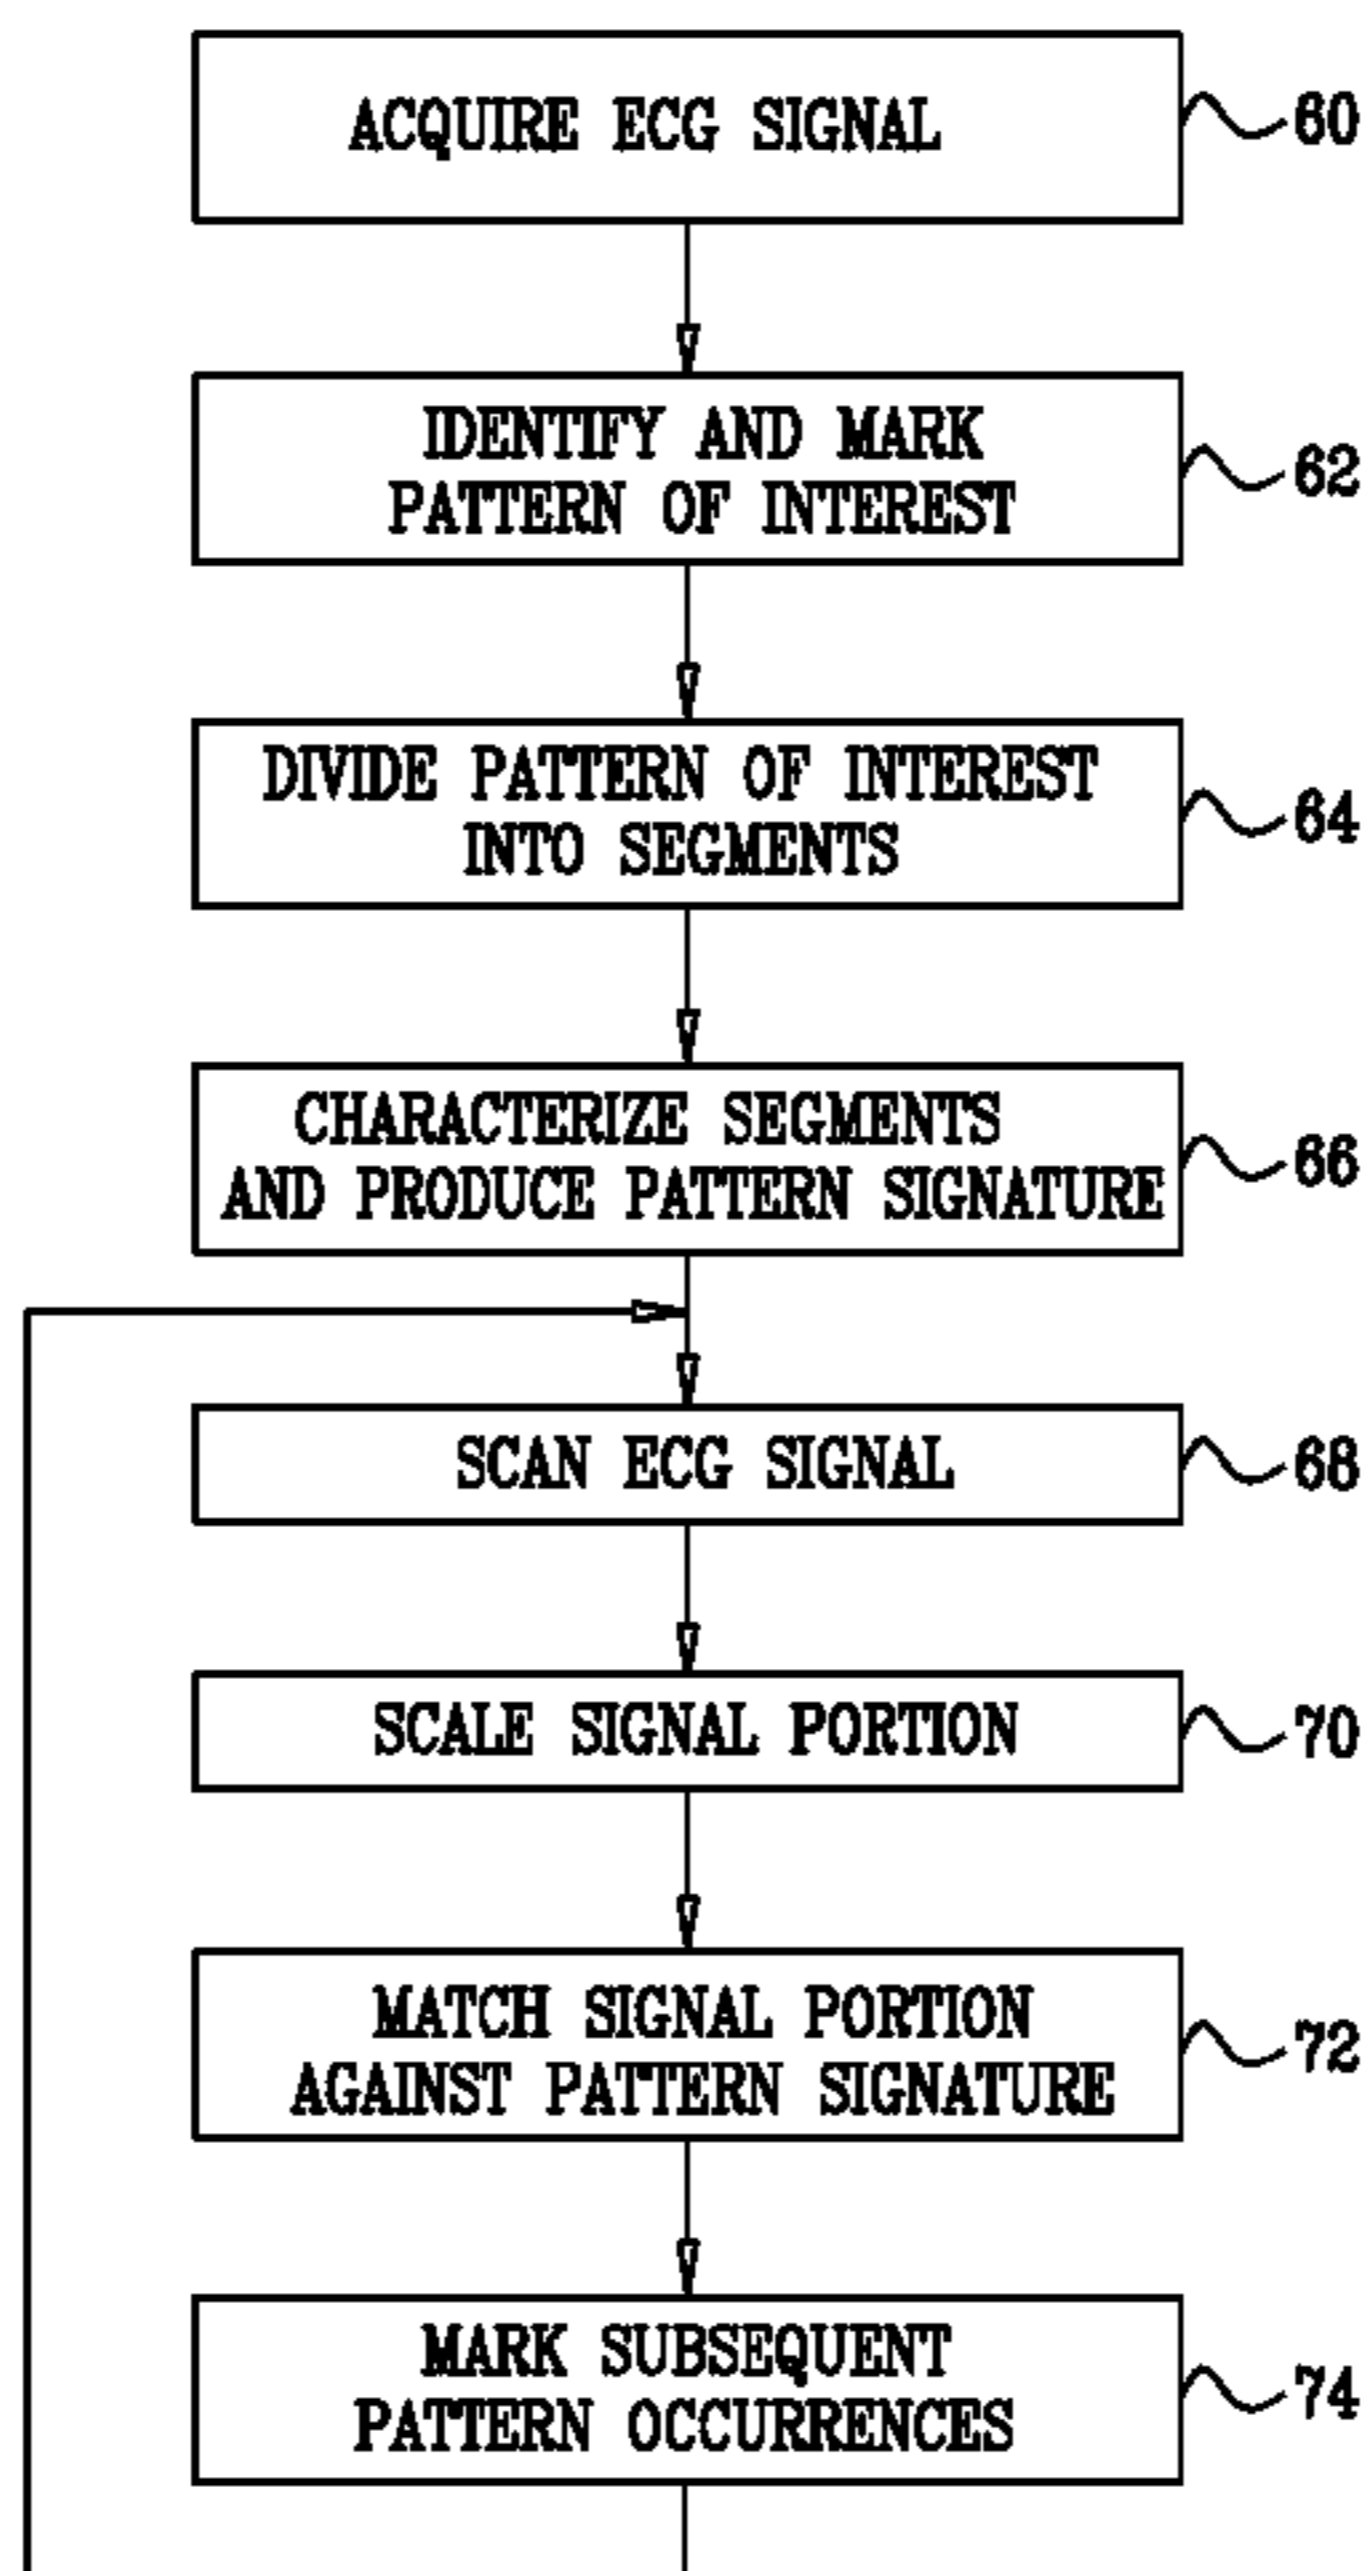 ACQUIRE ECG SIGNAL
60
IDENTIFY AND MARK
PATTERN OF INTEREST
62
DIVIDE PATTERN OF INTEREST
INTO SEGMENTS
64
CHARACTERIZE SEGMENTS
AND PRODUCE PATTERN SIGNATURE
66
SCAN ECG SIGNAL
68
SCALE SIGNAL PORTION
70
MATCH SIGNAL PORTION
AGAINST PATTERN SIGNATURE
72
MARK SUBSEQUENT
PATTERN OCCURRENCES
74